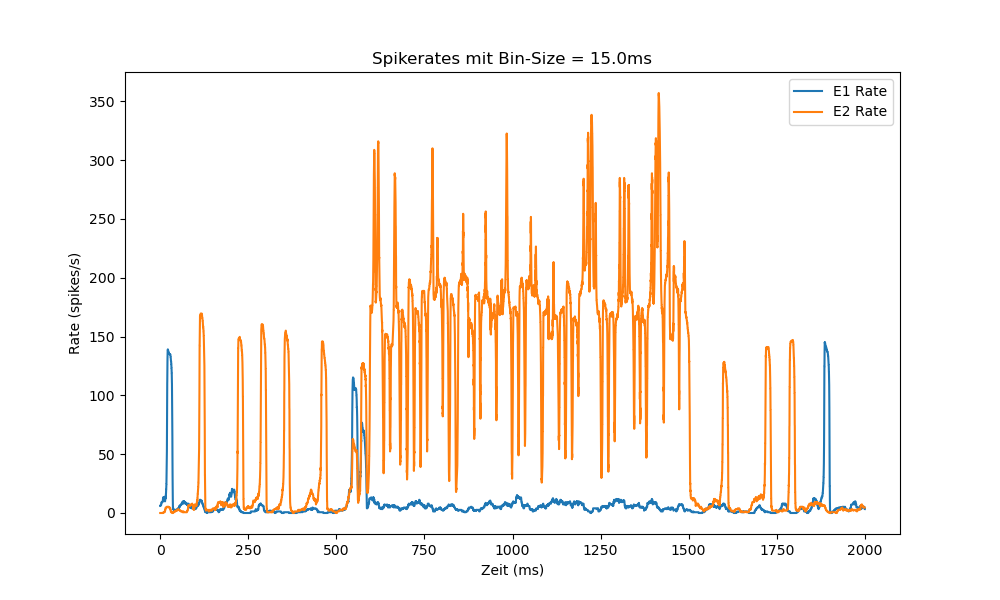 Spikerates mit Bin-Size = 15.0ms
E1 Rate
E2 Rate
350
300
250
200
150
100
50
0
Rate (spikes/s)
0 250 500 750 1000 1250 1500 1750 2000
Zeit (ms)